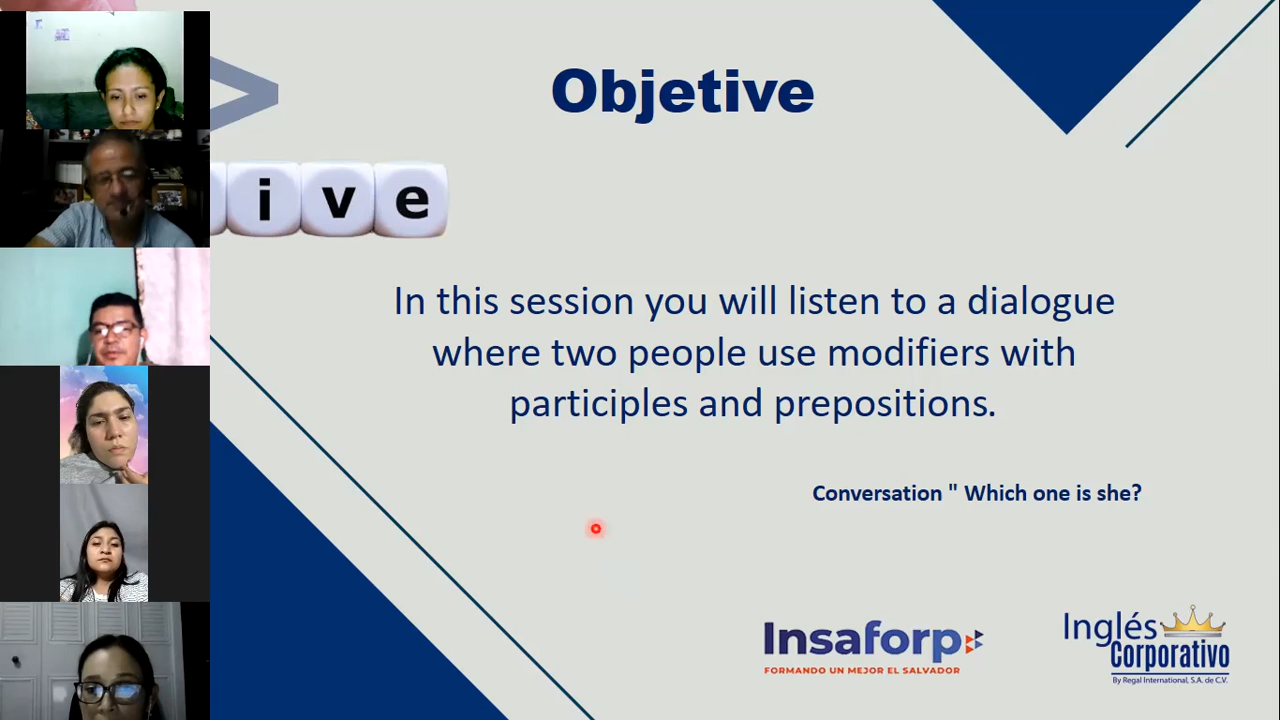 Objetive
ive
In this session you will listen to a dialogue
where two people use modifiers with
participles and prepositions.
Conversation " Which one is she?
Insaforp
FORMANDO UN MEJOR EL SALVADOR
Inglés
Corporativo
By Regal International, S.A. de C.V.